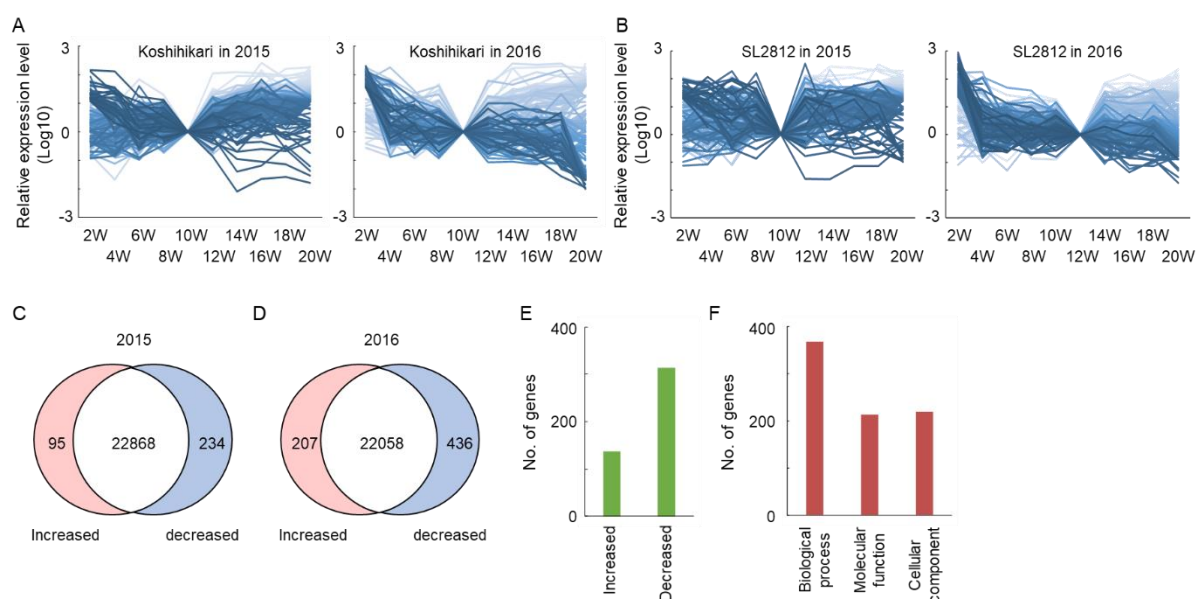 A
Relative expression level
(Log10)
Koshihikari in 2015
3
0
-3
2W 6W 10W 14W 18W
4W 8W 12W 16W 20W
Koshihikari in 2016
3
0
-3
2W 6W 10W 14W 18W
4W 8W 12W 16W 20W
B
Relative expression level
(Log10)
SL2812 in 2015
3
0
-3
2W 6W 10W 14W 18W
4W 8W 12W 16W 20W
SL2812 in 2016
3
0
-3
2W 6W 10W 14W 18W
4W 8W 12W 16W 20W
C
2015
95 22868 234
Increased decreased
D
2016
207 22058 436
Increased decreased
E
No. of genes
400
200
0
Increased
Decreased
F
No. of genes
400
200
0
Biological
process
Molecular
function
Cellular
component